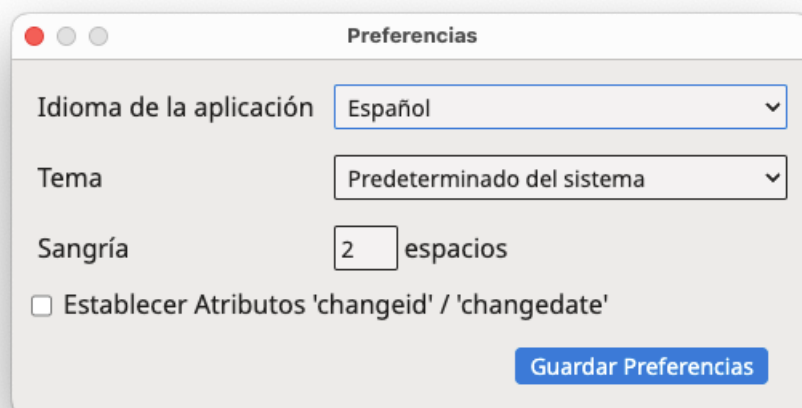 Preferencias
Idioma de la aplicación Español
Tema Predeterminado del sistema
Sangría 2 espacios
Establecer Atributos 'changeid' / 'changedate'
Guardar Preferencias